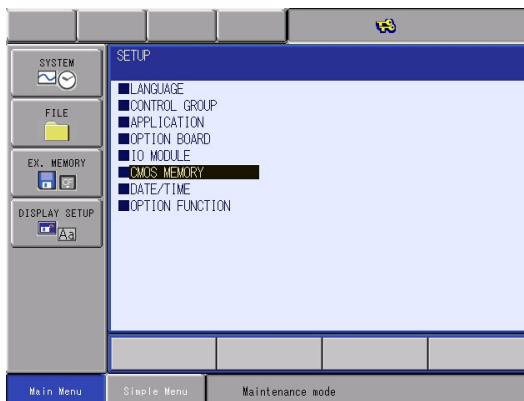 SYSTEM
FILE
EX. MEMORY
DISPLAY SETUP
Aa
SETUP
LANGUAGE
CONTROL GROUP
APPLICATION
OPTION BOARD
IO MODULE
CMOS MEMORY
DATE/TIME
OPTION FUNCTION
Main Menu
Simple Menu
Maintenance mode